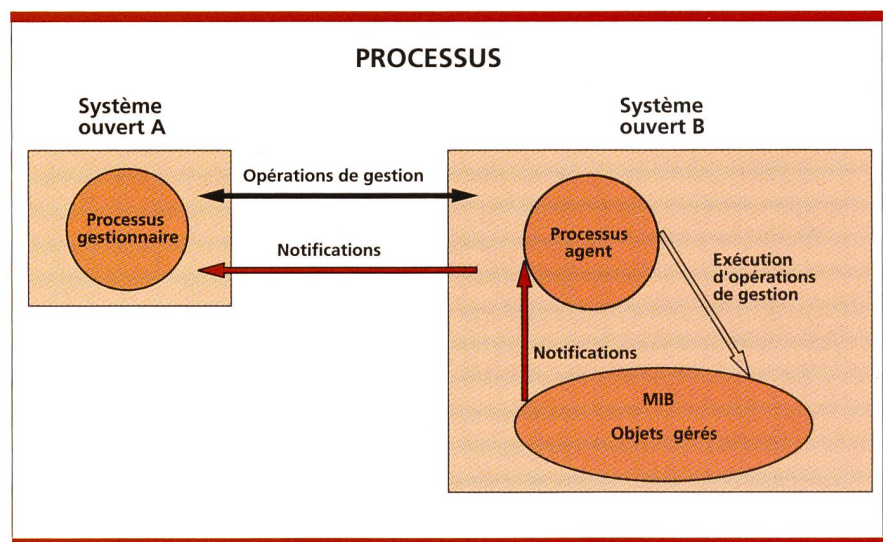 PROCESSUS
Système
ouvert A
Système
ouvert B
Opérations de gestion
Processus
gestionnaire
Notifications
Processus
agent
Exécution
d'opérations
de gestion
Notifications
MIB
Objets gérés